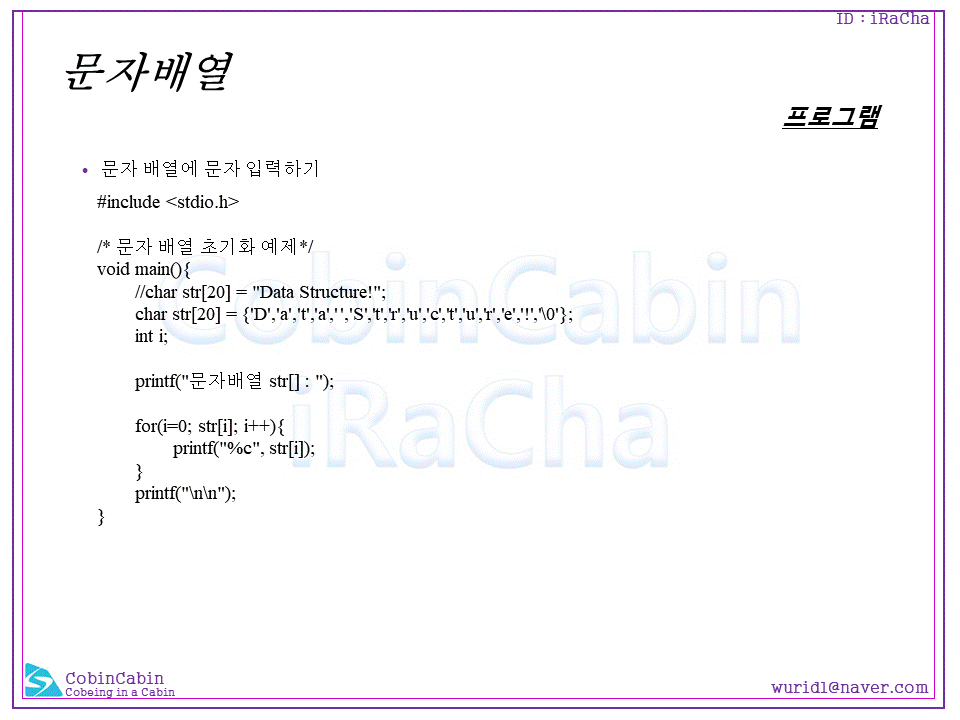 ID : iRaCha
문자배열
프로그램
• 문자 배열에 문자 입력하기
#include <stdio.h>
/* 문자 배열 초기화 예제*/
void main(){
//char str[20] = "Data Structure!";
char str[20] = {'D','a','t','a',' ','S','t','r','u','c','t','u','r','e','!','\0'};
int i;
printf("문자배열 str[] : ");
for(i=0; str[i]; i++){
printf("%c", str[i]);
}
printf("\n\n");
}
CobinCabin
iRaCha
CobinCabin
Cobeing in a Cabin
wurid1@naver.com